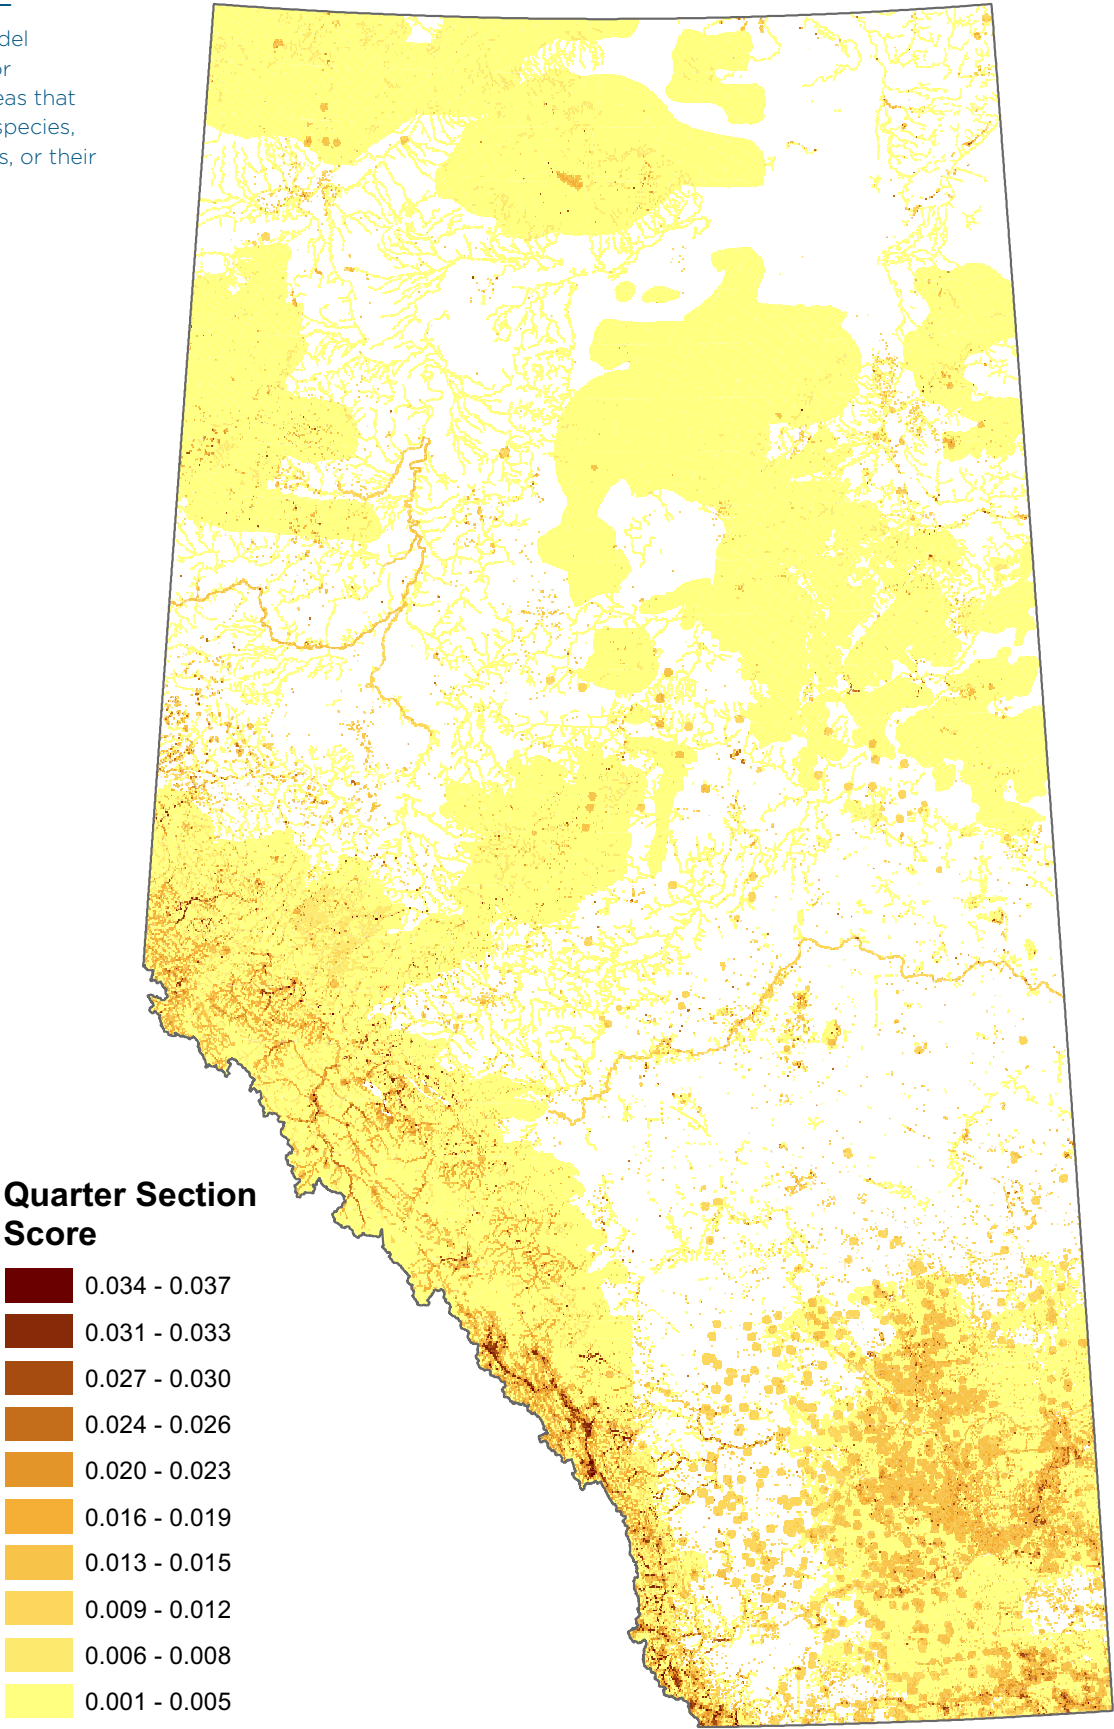 del
or
eas that
species,
s, or their
Quarter Section
Score
0.034 - 0.037
0.031 - 0.033
0.027 - 0.030
0.024 - 0.026
0.020 - 0.023
0.016 - 0.019
0.013 - 0.015
0.009 - 0.012
0.006 - 0.008
0.001 - 0.005